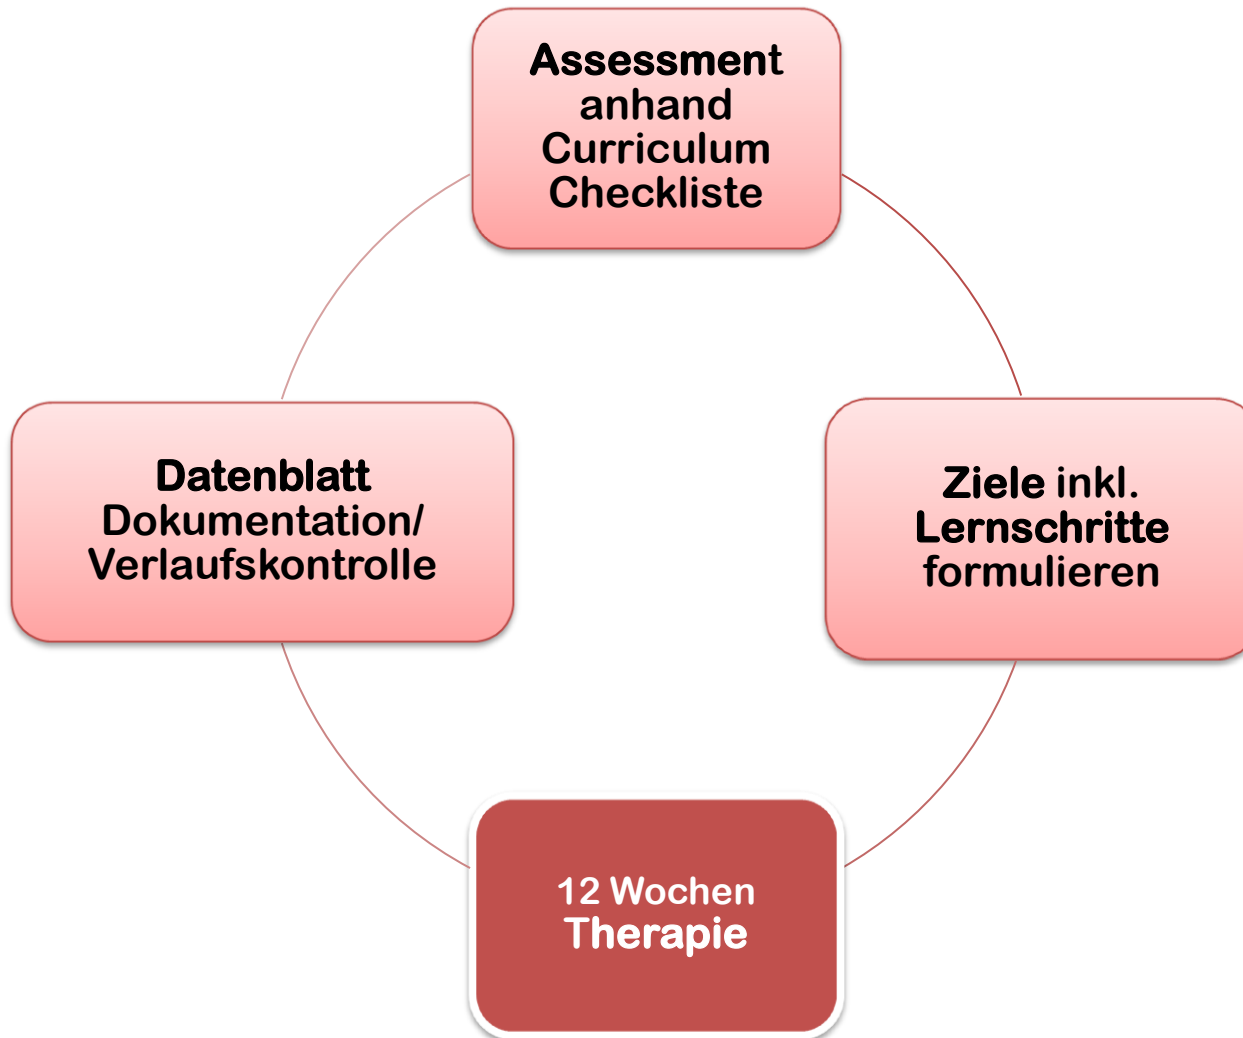 Assessment
anhand
Curriculum
Checkliste
Ziele inkl.
Lernschritte
formulieren
12 Wochen
Therapie
Datenblatt
Dokumentation/
Verlaufskontrolle